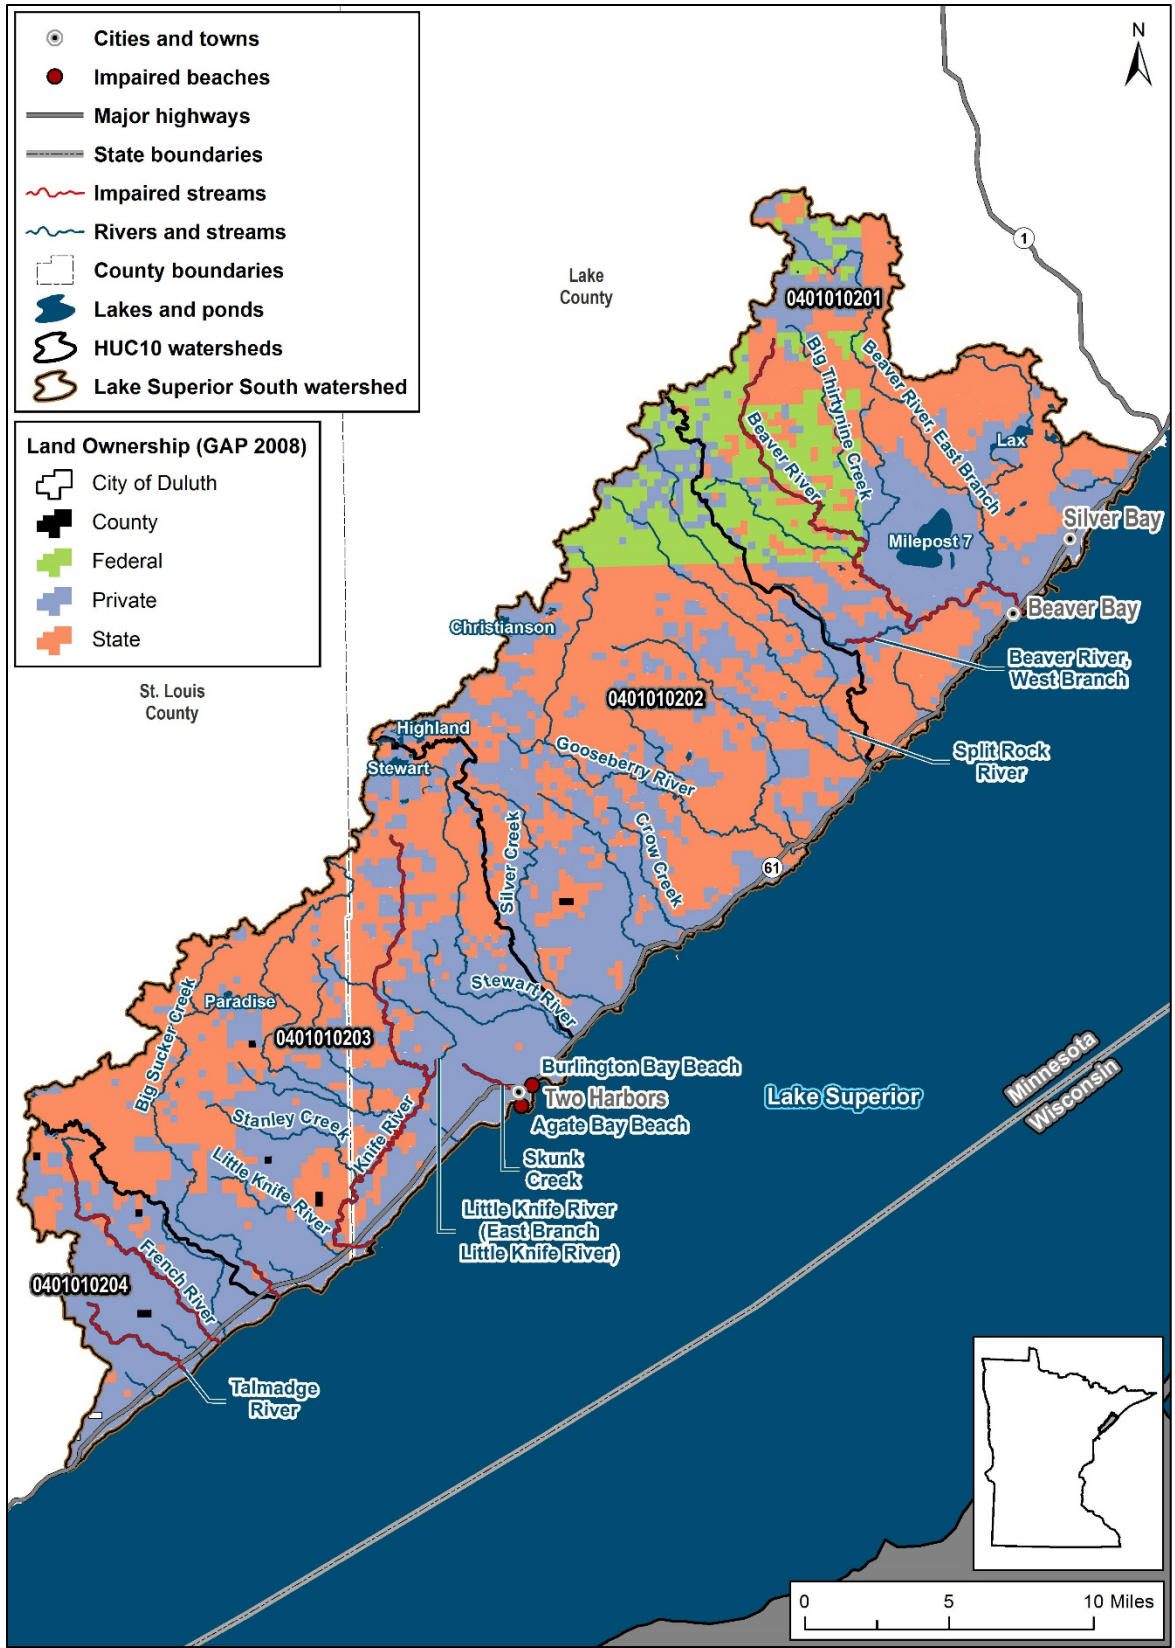 Cities and towns
Impaired beaches
Major highways
State boundaries
Impaired streams
Rivers and streams
County boundaries
Lakes and ponds
HUC10 watersheds
Lake Superior South watershed
Land Ownership (GAP 2008)
City of Duluth
County
Federal
Private
State
N
1
Lake
County
0401010201
Big Thirtynine Creek
Beaver River, East Branch
Beaver River
Lax
Milepost 7
Silver Bay
Beaver Bay
Beaver River,
West Branch
Christianson
St. Louis
County
0401010202
Highland
Stewart
Gooseberry River
Split Rock
River
Silver Creek
Crow Creek
61
Stewart River
Paradise
Big Sucker Creek
0401010203
Burlington Bay Beach
Two Harbors
Agate Bay Beach
Lake Superior
Minnesota
Wisconsin
Stanley Creek
Knife River
Little Knife River
Skunk
Creek
Little Knife River
(East Branch
Little Knife River)
French River
0401010204
Talmadge
River
0
5
10 Miles